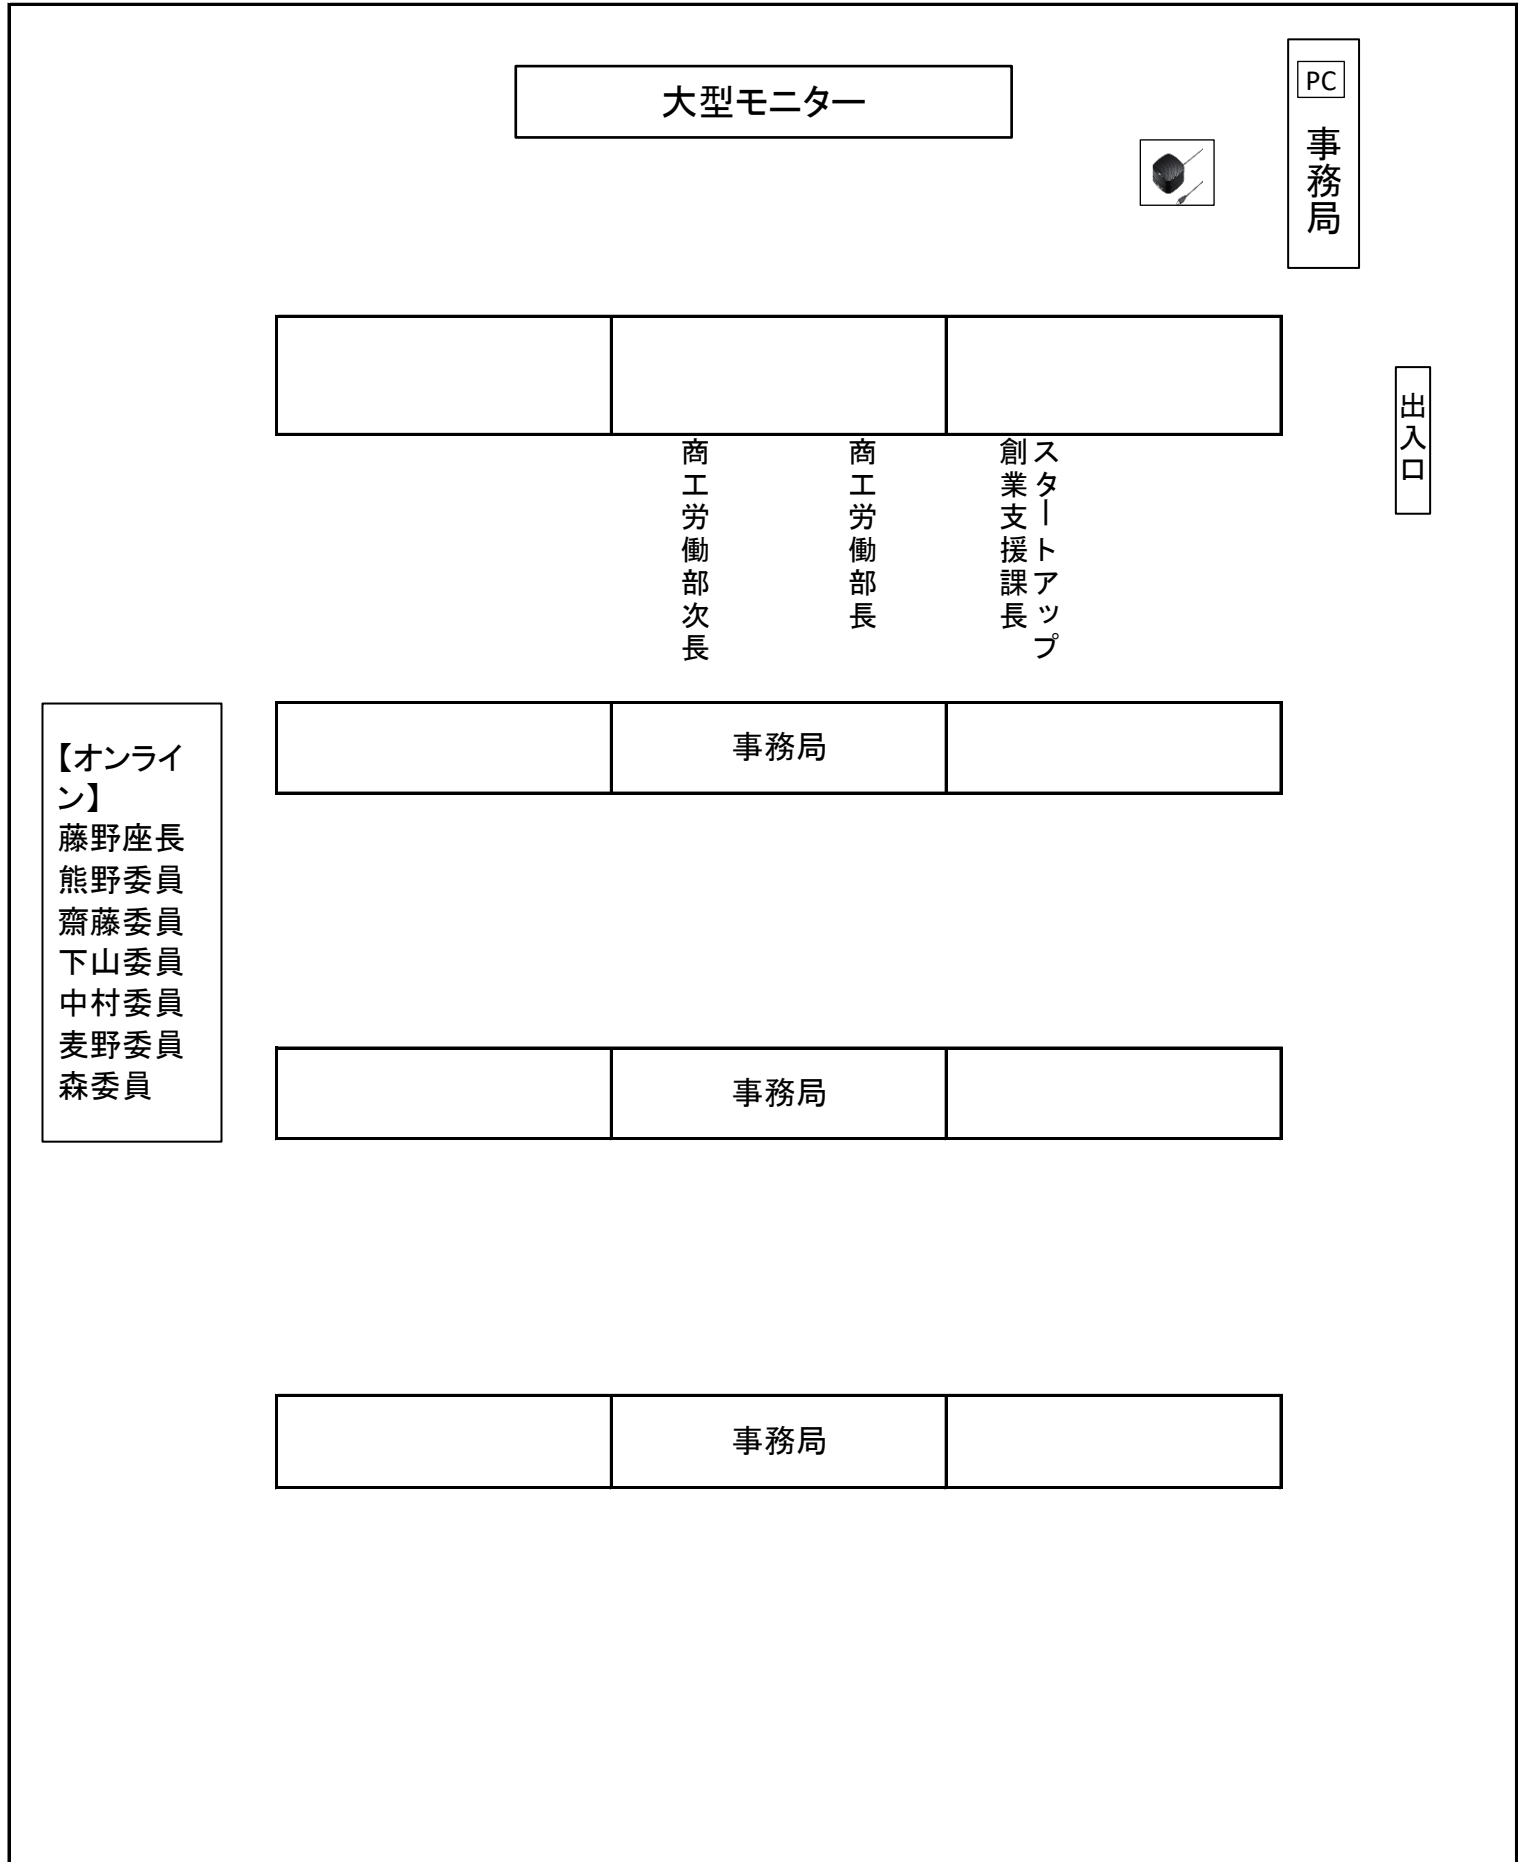 大型モニター
PC
事務局
出入口
商工労働部次長
商工労働部長
スタートアップ
創業支援課長
事務局
【オンライ
ン】
藤野座長
熊野委員
齋藤委員
下山委員
中村委員
麦野委員
森委員
事務局
事務局